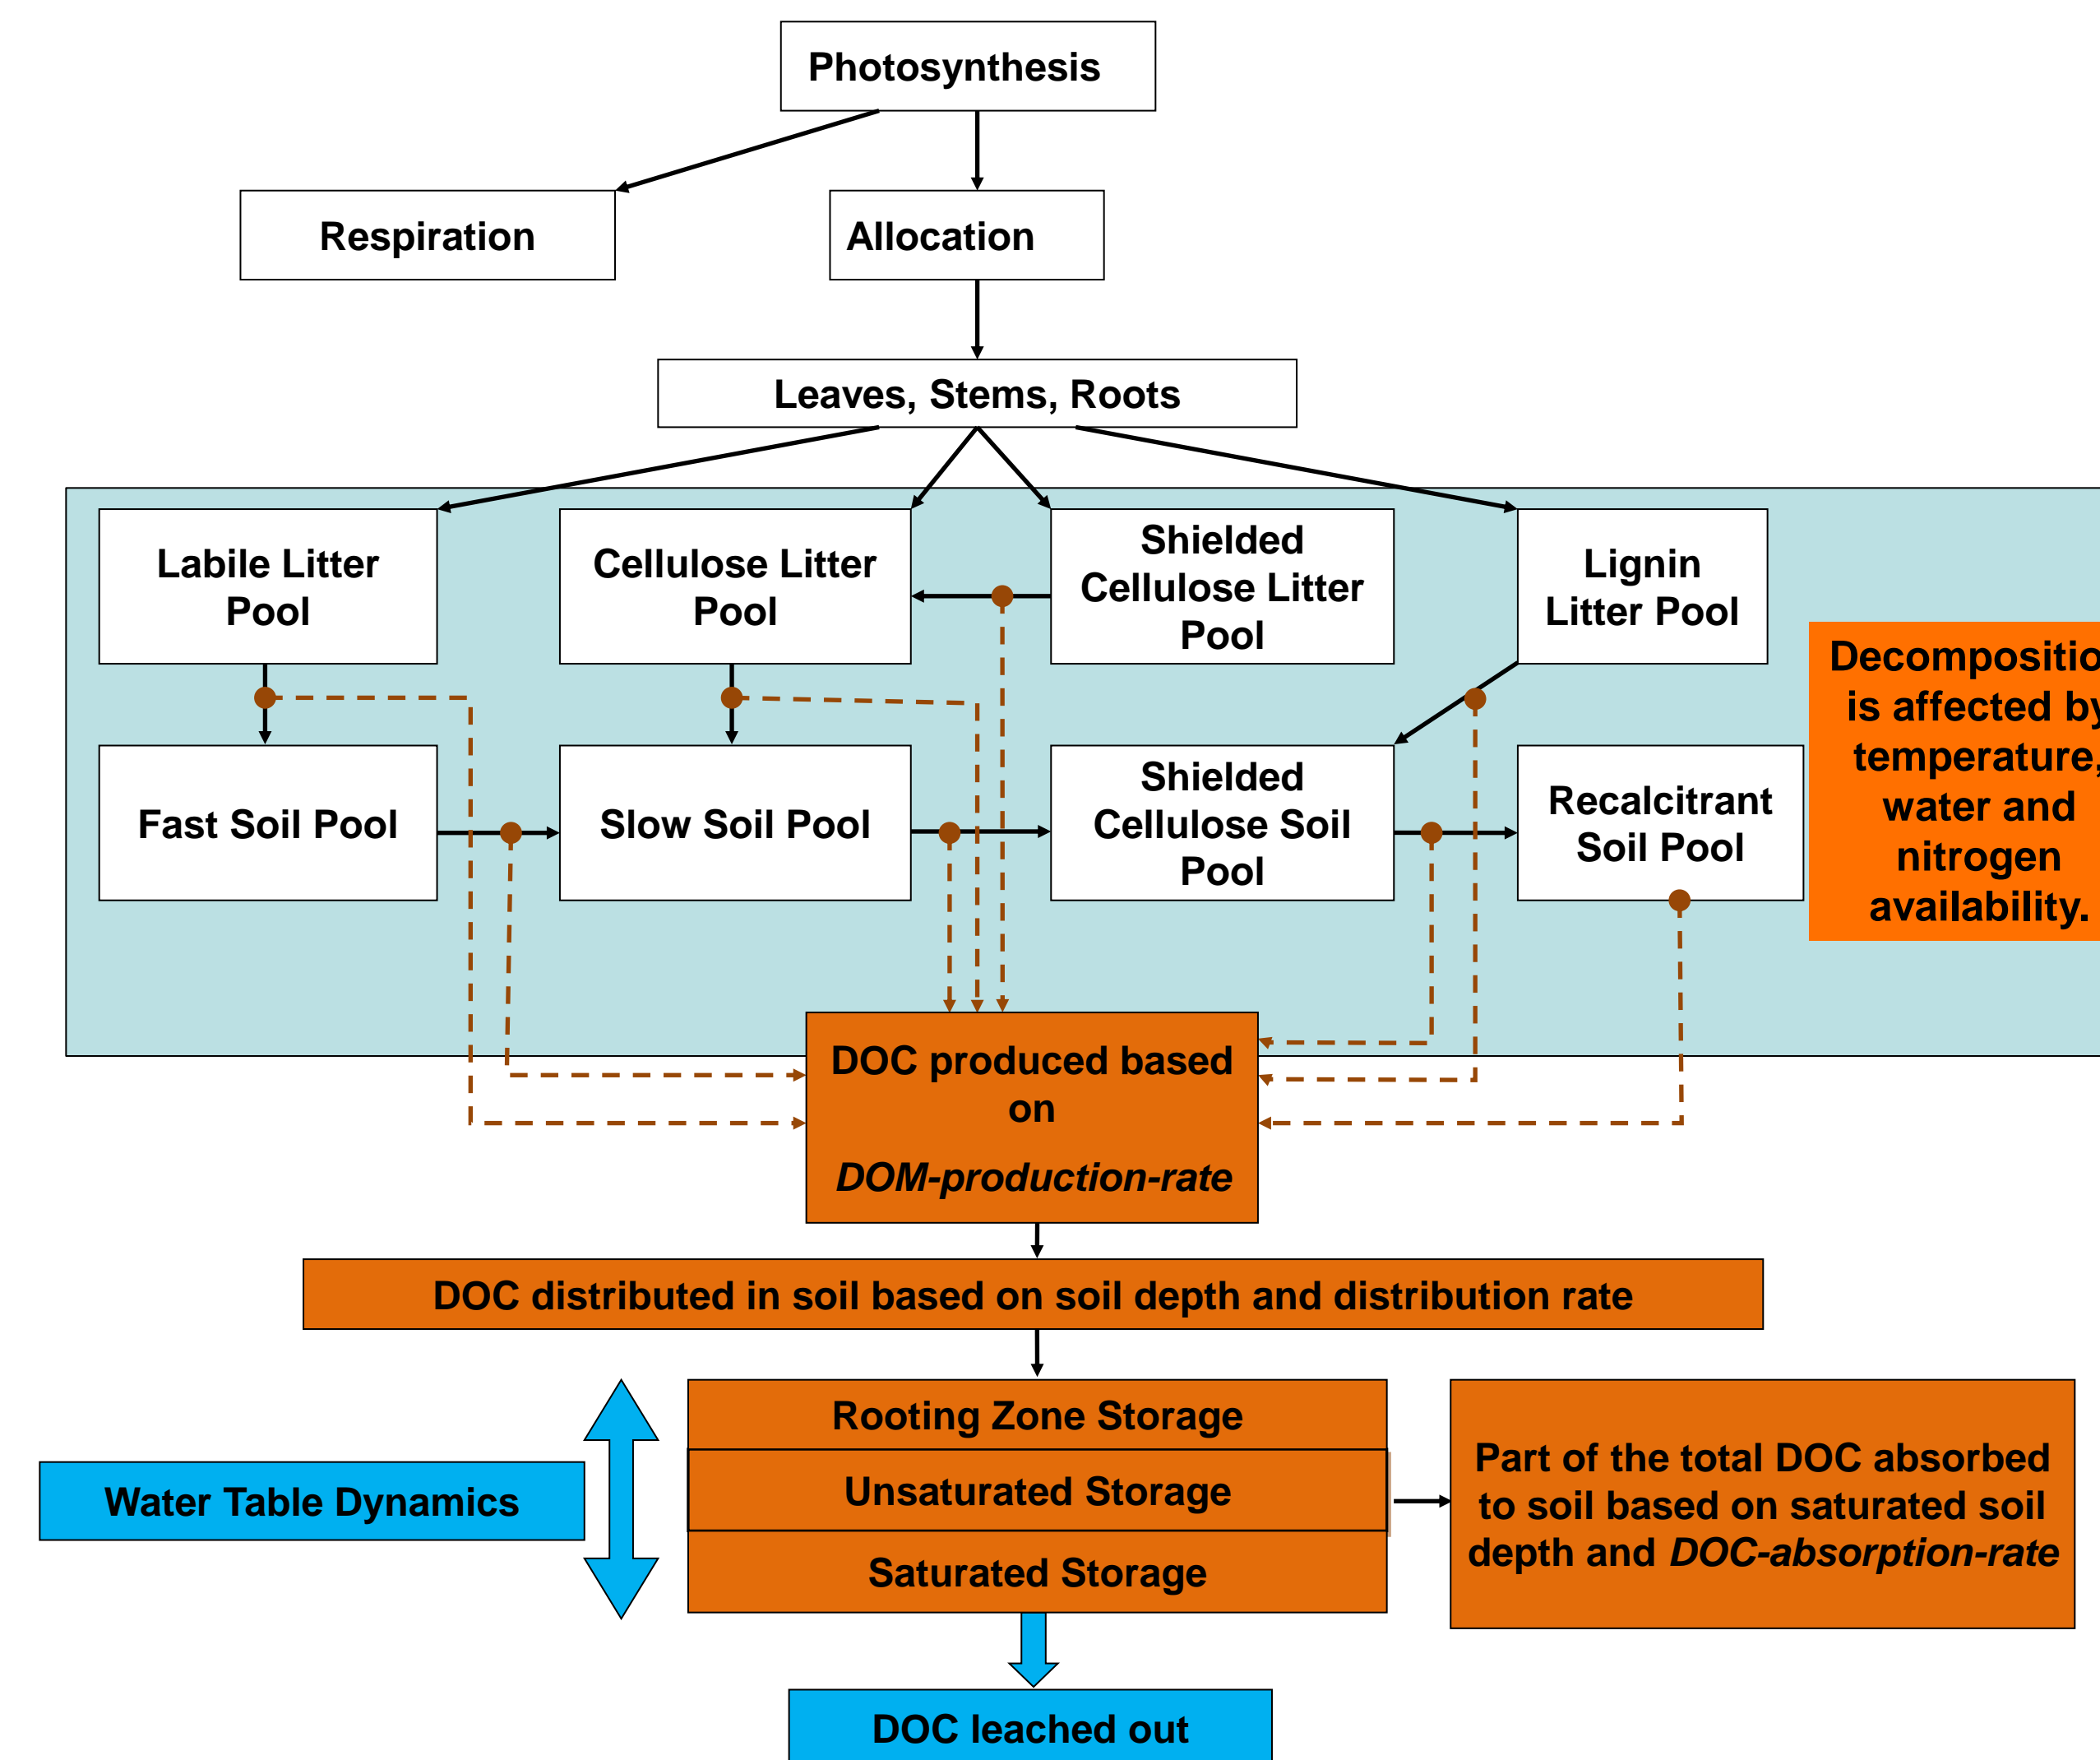 Photosynthesis
Respiration
Allocation
Leaves, Stems, Roots
Labile Litter
Pool
Cellulose Litter
Pool
Shielded
Cellulose Litter
Pool
Lignin
Litter Pool
Decompositio
is affected by
temperature,
water and
nitrogen
availability.
Fast Soil Pool
Slow Soil Pool
Shielded
Cellulose Soil
Pool
Recalcitrant
Soil Pool
DOC produced based
on
DOM-production-rate
DOC distributed in soil based on soil depth and distribution rate
Rooting Zone Storage
Unsaturated Storage
Saturated Storage
Water Table Dynamics
Part of the total DOC absorbed
to soil based on saturated soil
depth and DOC-absorption-rate
DOC leached out